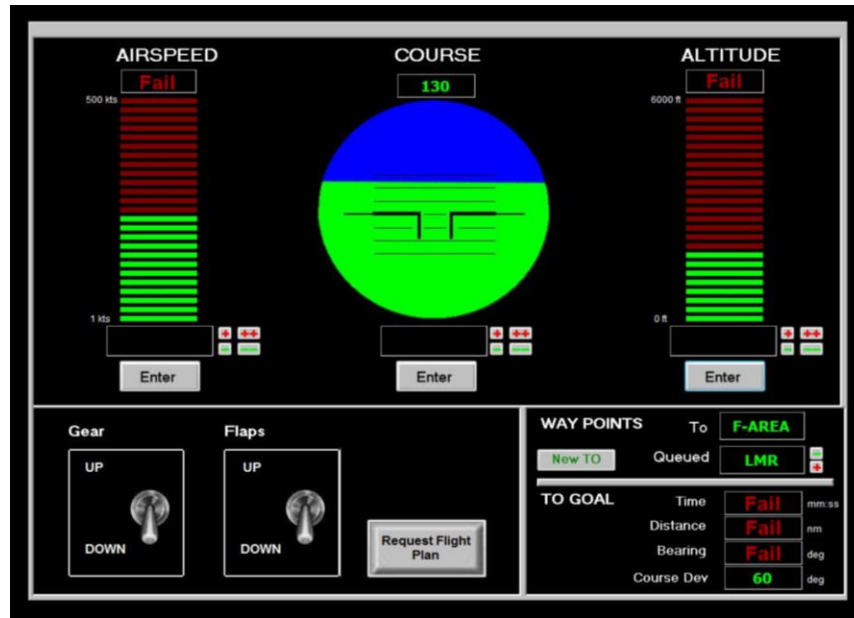 AIRSPEED COURSE ALTITUDE
Fail 130 Fail
500 kts 6000 ft
1 kts 0 ft
+ ++ + ++ + ++
- -- - -- - --
Enter Enter Enter
Gear Flaps
UP UP
DOWN DOWN
Request Flight
Plan
WAY POINTS To F-AREA
New TO Queued LMR - +
TO GOAL Time Fail mm:ss
Distance Fail nm
Bearing Fail deg
Course Dev 60 deg